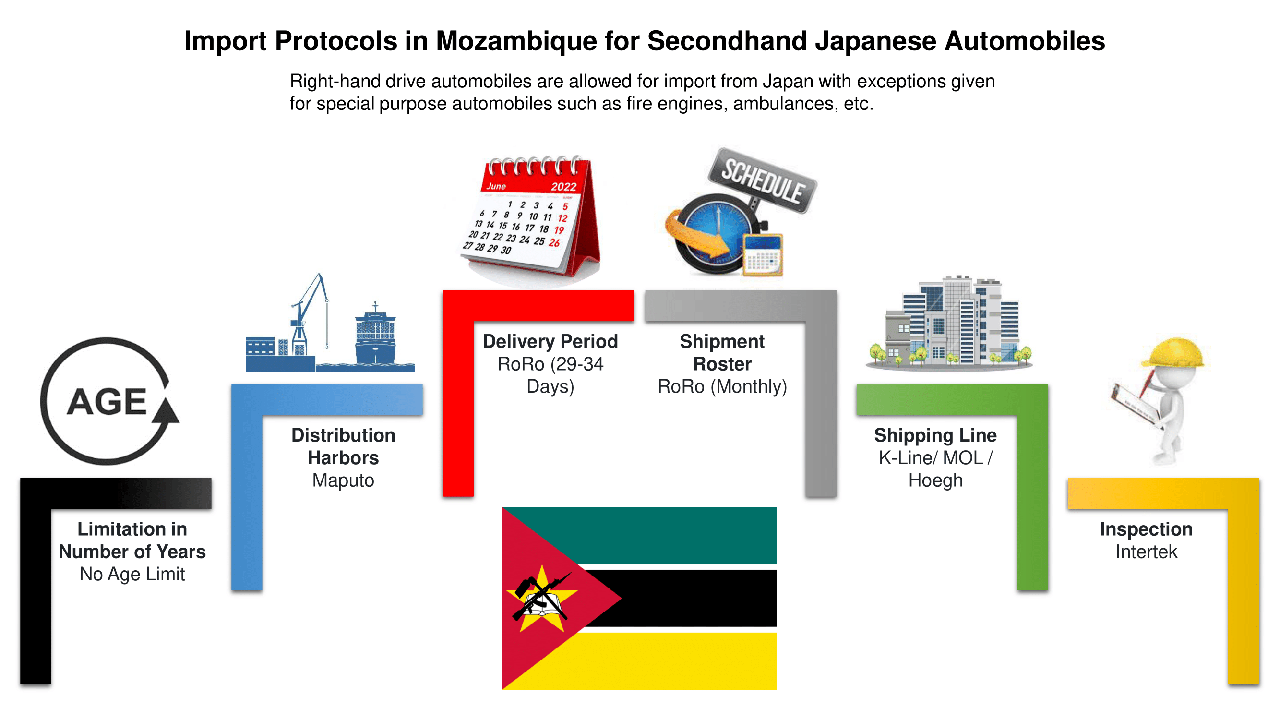 Import Protocols in Mozambique for Secondhand Japanese Automobiles
Right-hand drive automobiles are allowed for import from Japan with exceptions given
for special purpose automobiles such as fire engines, ambulances, etc.
June 2022
1 2 3 4 5
6 7 8 9 10 11 12
13 14 15 16 17 18 19
20 21 22 23 24 25 26
27 28 29 30
SCHEDULE
AGE
Limitation in
Number of Years
No Age Limit
Distribution
Harbors
Maputo
Delivery Period
RoRo (29-34
Days)
Shipment
Roster
RoRo (Monthly)
Shipping Line
K-Line/ MOL /
Hoegh
Inspection
Intertek